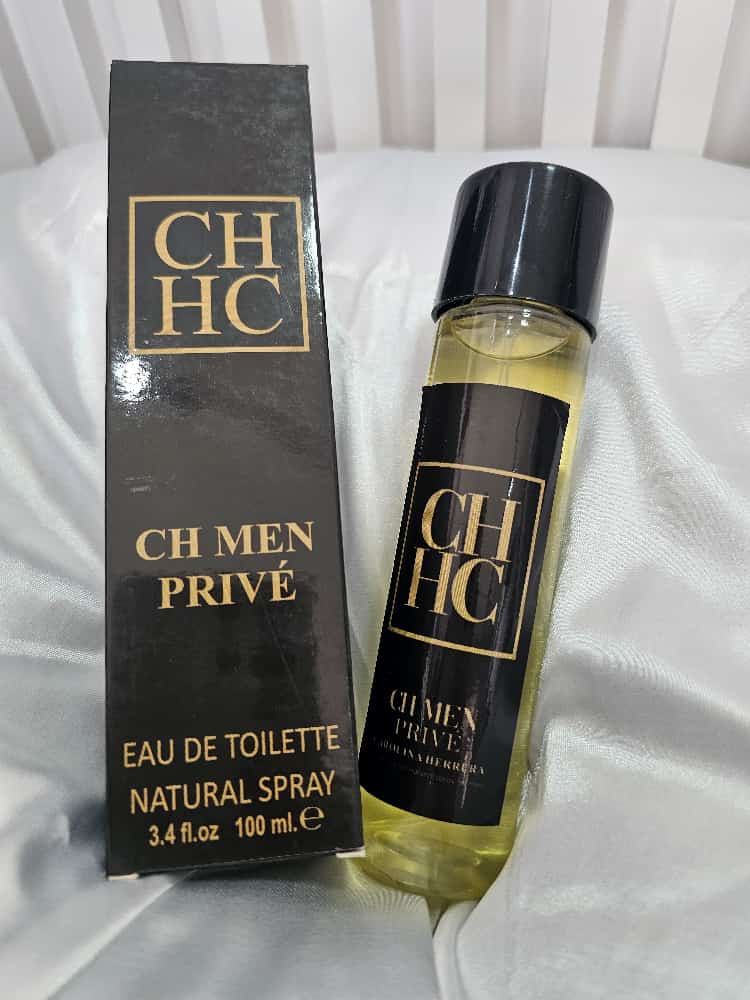 CH
HC
CH MEN
PRIVÉ
EAU DE TOILETTE
NATURAL SPRAY
3.4 fl.oz 100 ml. ℮
CH
HC
CH MEN
PRIVÉ
CAROLINA HERRERA